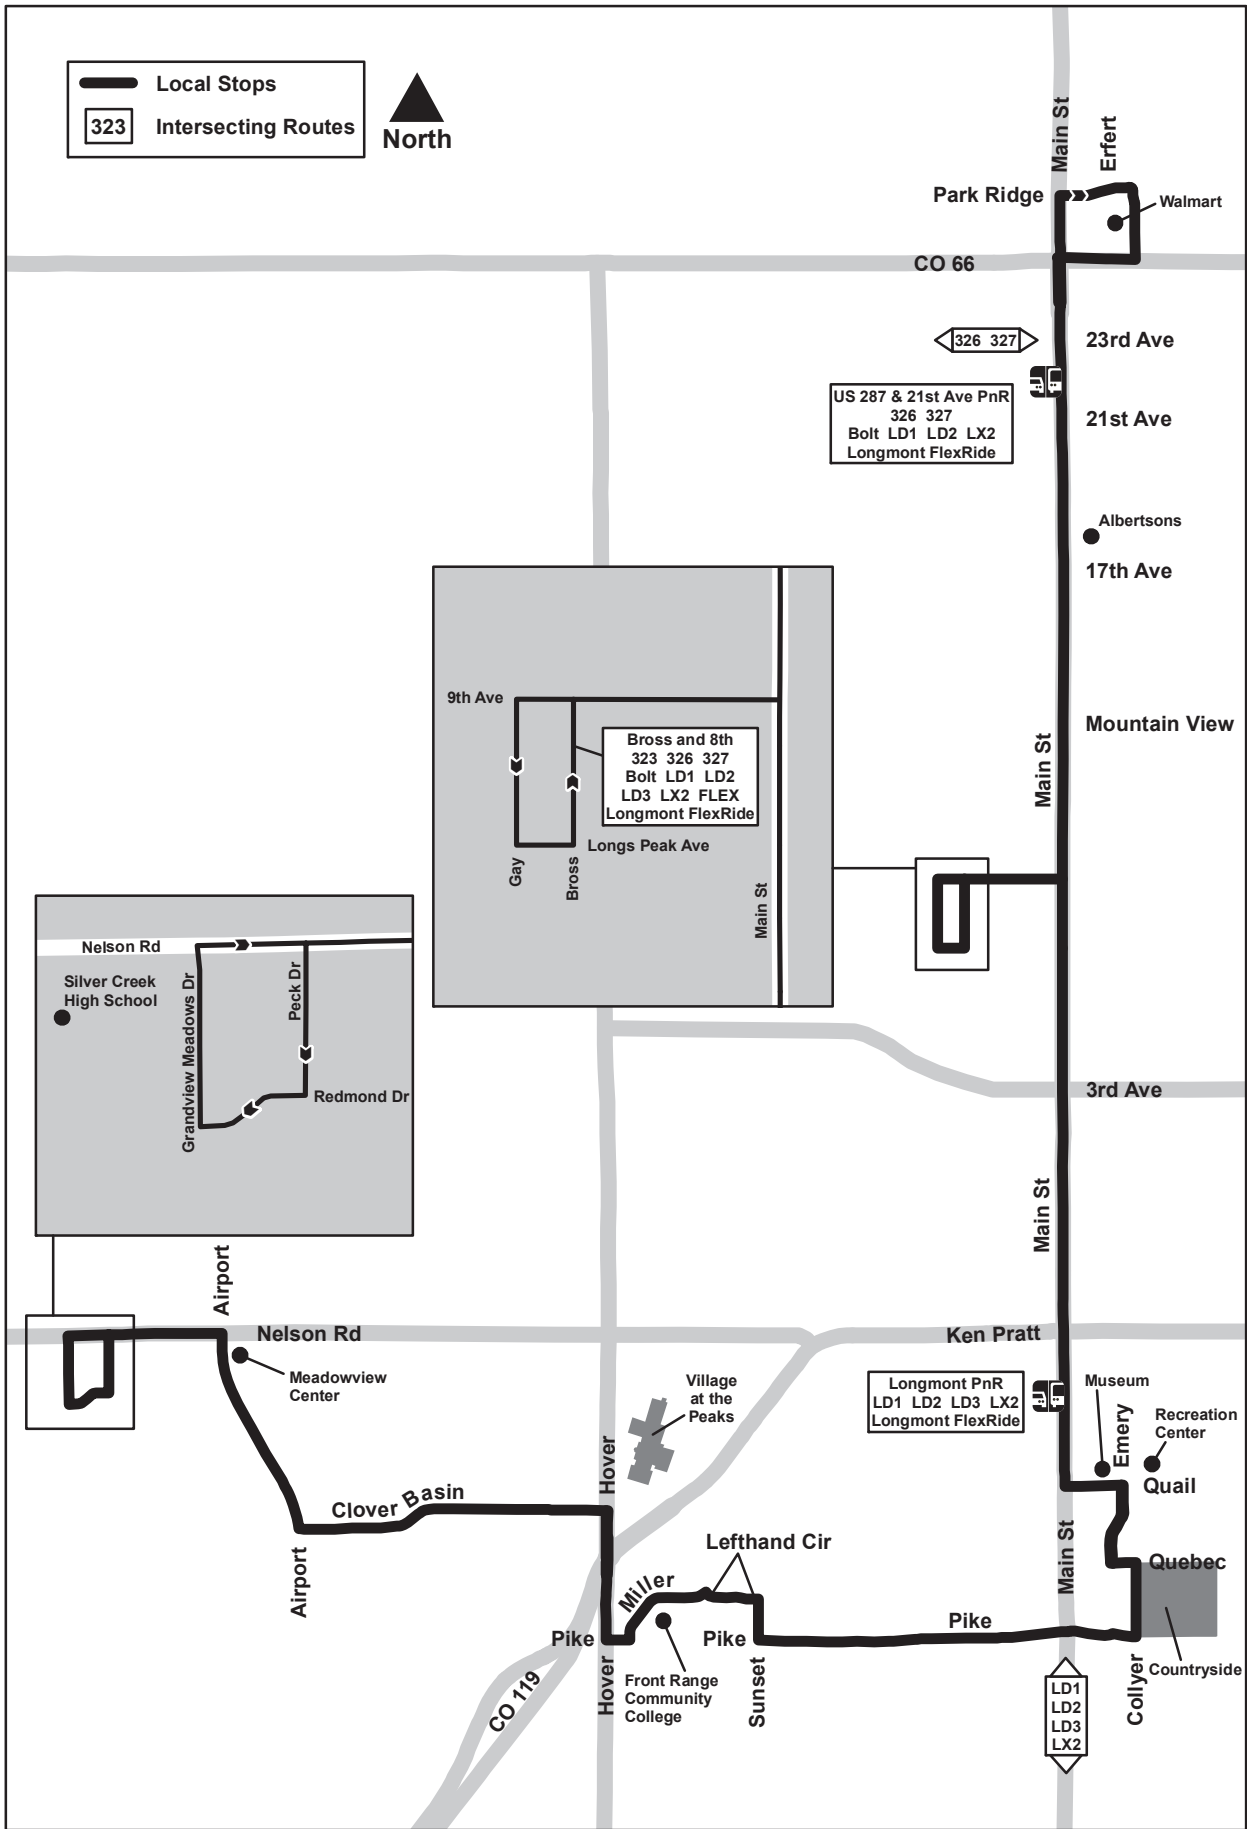 Local Stops
323 Intersecting Routes
North
Main St
Erfert
Park Ridge
Walmart
CO 66
326 327
23rd Ave
US 287 & 21st Ave PnR
326 327
Bolt LD1 LD2 LX2
Longmont FlexRide
21st Ave
Albertsons
17th Ave
Mountain View
Main St
9th Ave
Bross and 8th
323 326 327
Bolt LD1 LD2
LD3 LX2 FLEX
Longmont FlexRide
Longs Peak Ave
Gay
Bross
Main St
Nelson Rd
Silver Creek
High School
Grandview Meadows Dr
Peck Dr
Redmond Dr
3rd Ave
Main St
Airport
Nelson Rd
Ken Pratt
Meadowview
Center
Village
at the
Peaks
Longmont PnR
LD1 LD2 LD3 LX2
Longmont FlexRide
Museum
Emery
Recreation
Center
Quail
Hover
Clover Basin
Airport
Lefthand Cir
Miller
Main St
Quebec
Pike
Pike
Pike
Hover
CO 119
Front Range
Community
College
Sunset
Collyer
Countryside
LD1
LD2
LD3
LX2